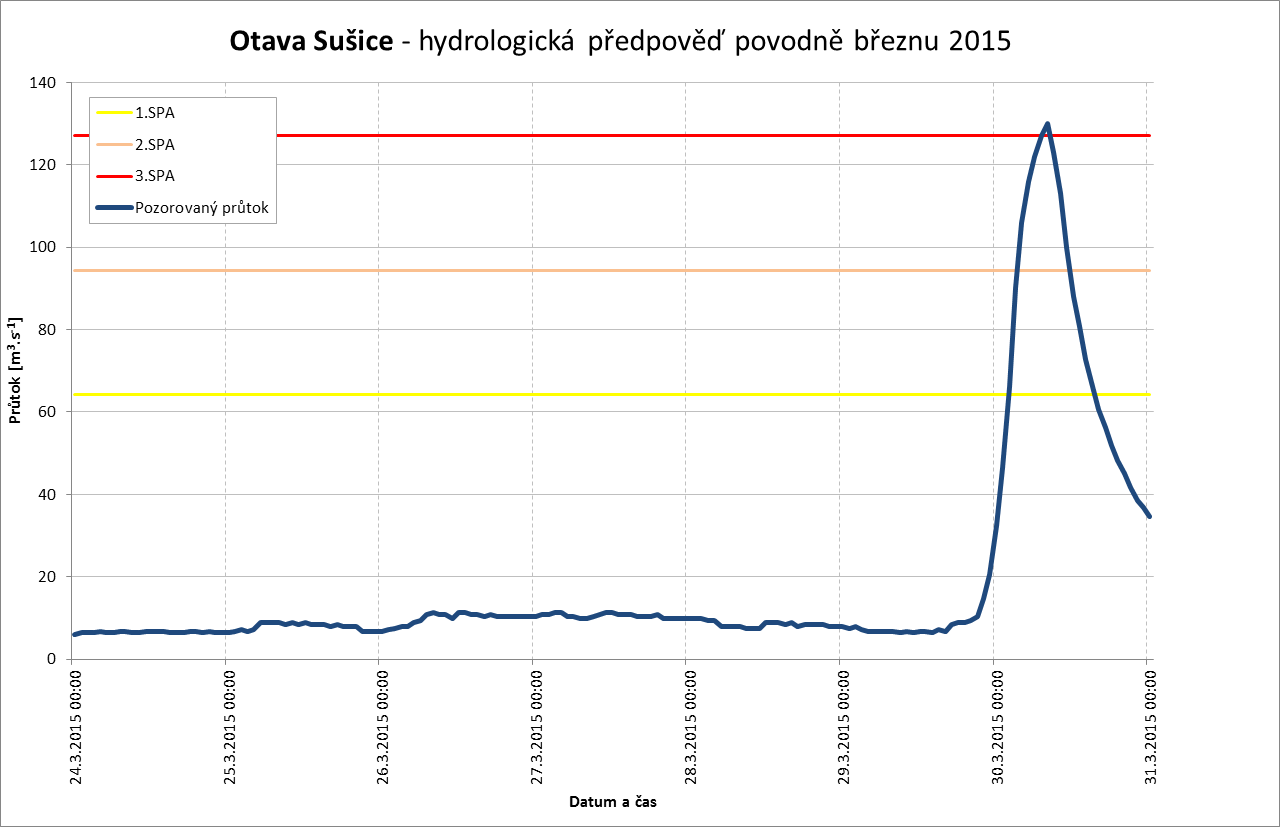 Otava Sušice - hydrologická předpověď povodně březnu 2015
140
120
100
80
60
40
20
0
1.SPA
2.SPA
3.SPA
Pozorovaný průtok
Průtok [m³.s⁻¹]
24.3.2015 00:00
25.3.2015 00:00
26.3.2015 00:00
27.3.2015 00:00
28.3.2015 00:00
29.3.2015 00:00
30.3.2015 00:00
31.3.2015 00:00
Datum a čas